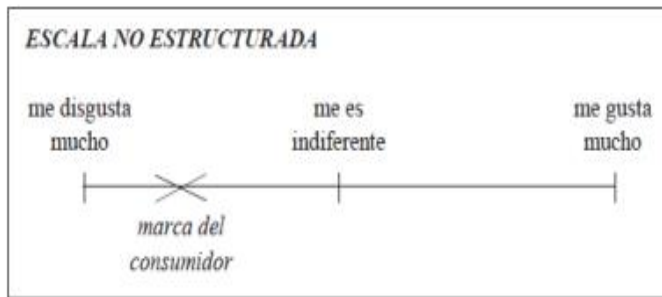 ESCALA NO ESTRUCTURADA
me disgusta
mucho
me es
indiferente
me gusta
mucho
marca del
consumidor